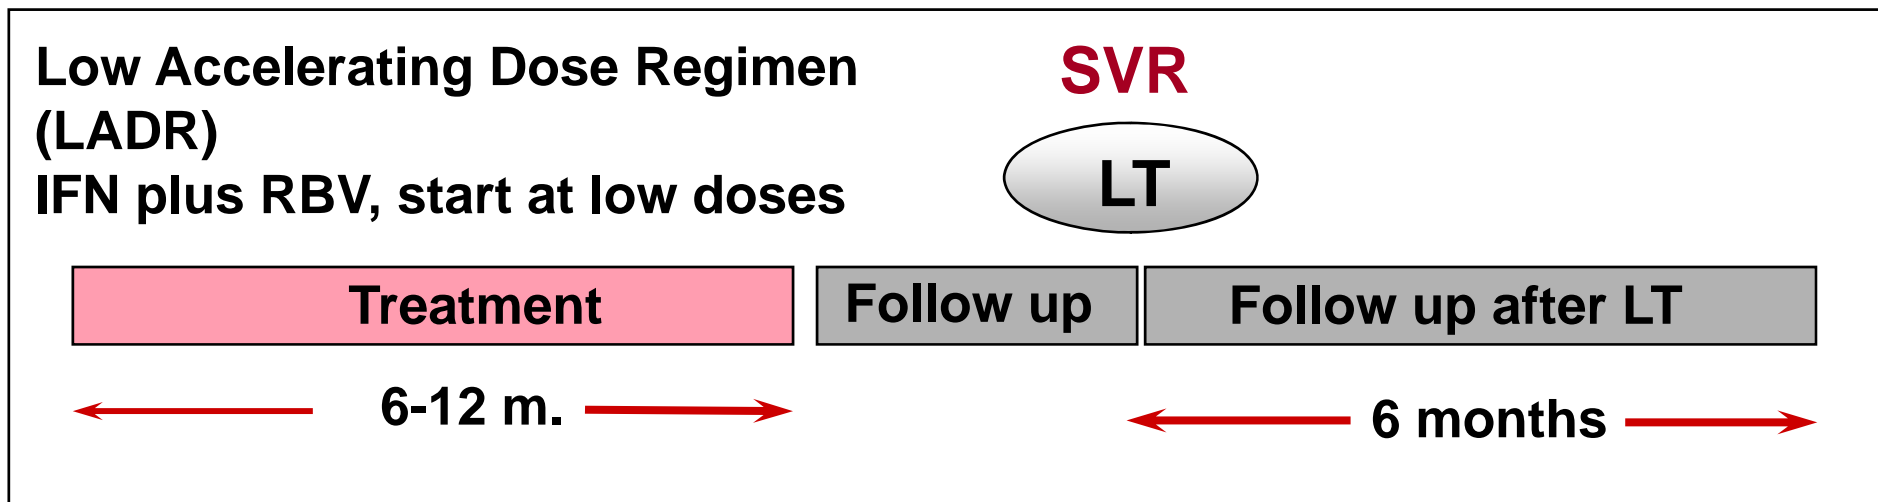 Low Accelerating Dose Regimen
(LADR)
IFN plus RBV, start at low doses
SVR
LT
Treatment
Follow up
Follow up after LT
6-12 m.
6 months